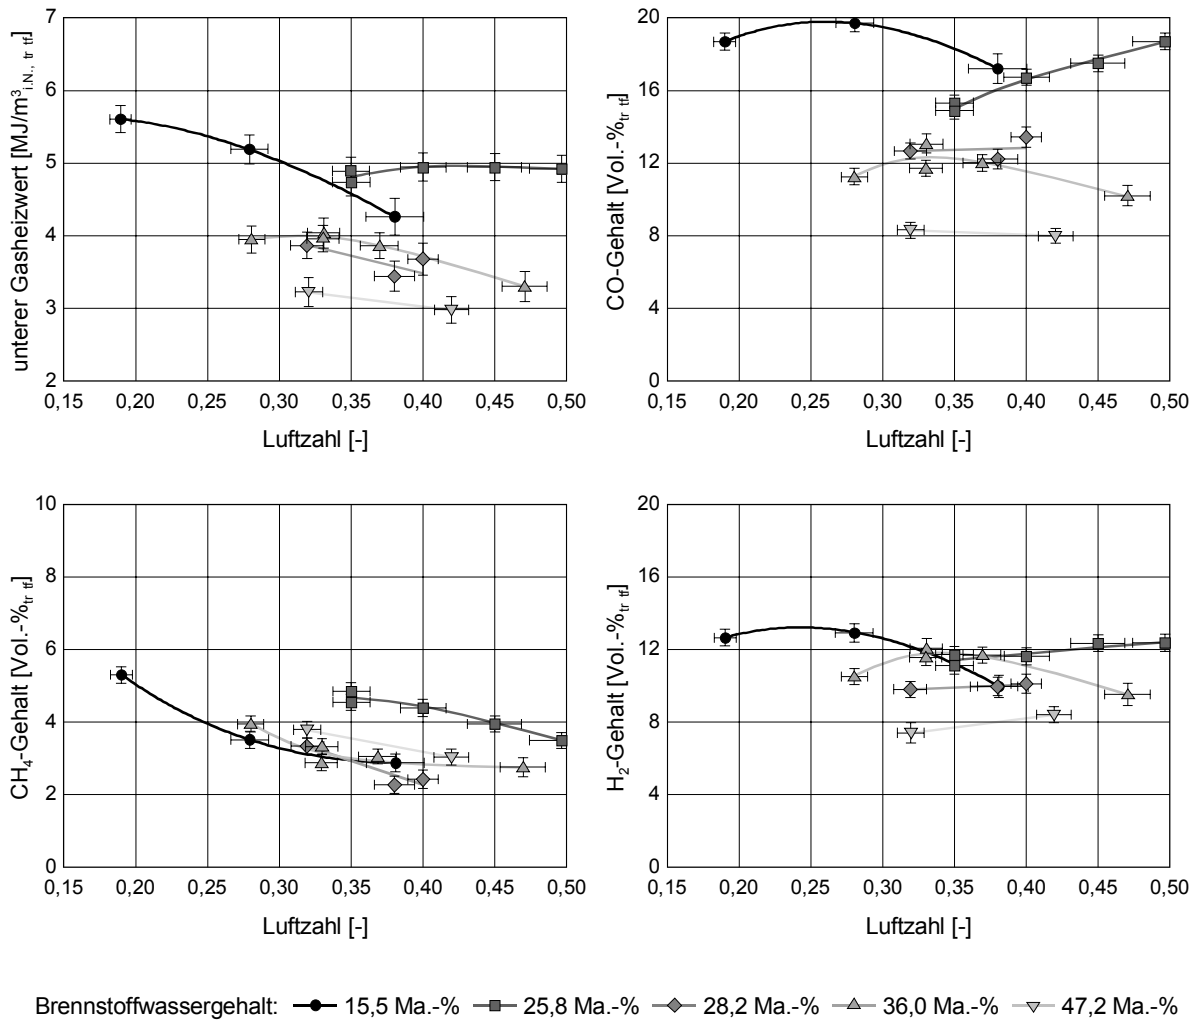 unterer Gasheizwert [MJ/m³i.N., tr tf]
7
6
5
4
3
2
0,15 0,20 0,25 0,30 0,35 0,40 0,45 0,50
Luftzahl [-]
CO-Gehalt [Vol.-%tr tf]
20
16
12
8
4
0
0,15 0,20 0,25 0,30 0,35 0,40 0,45 0,50
Luftzahl [-]
CH4-Gehalt [Vol.-%tr tf]
10
8
6
4
2
0
0,15 0,20 0,25 0,30 0,35 0,40 0,45 0,50
Luftzahl [-]
H2-Gehalt [Vol.-%tr tf]
20
16
12
8
4
0
0,15 0,20 0,25 0,30 0,35 0,40 0,45 0,50
Luftzahl [-]
Brennstoffwassergehalt: 15,5 Ma.-% 25,8 Ma.-% 28,2 Ma.-% 36,0 Ma.-% 47,2 Ma.-%